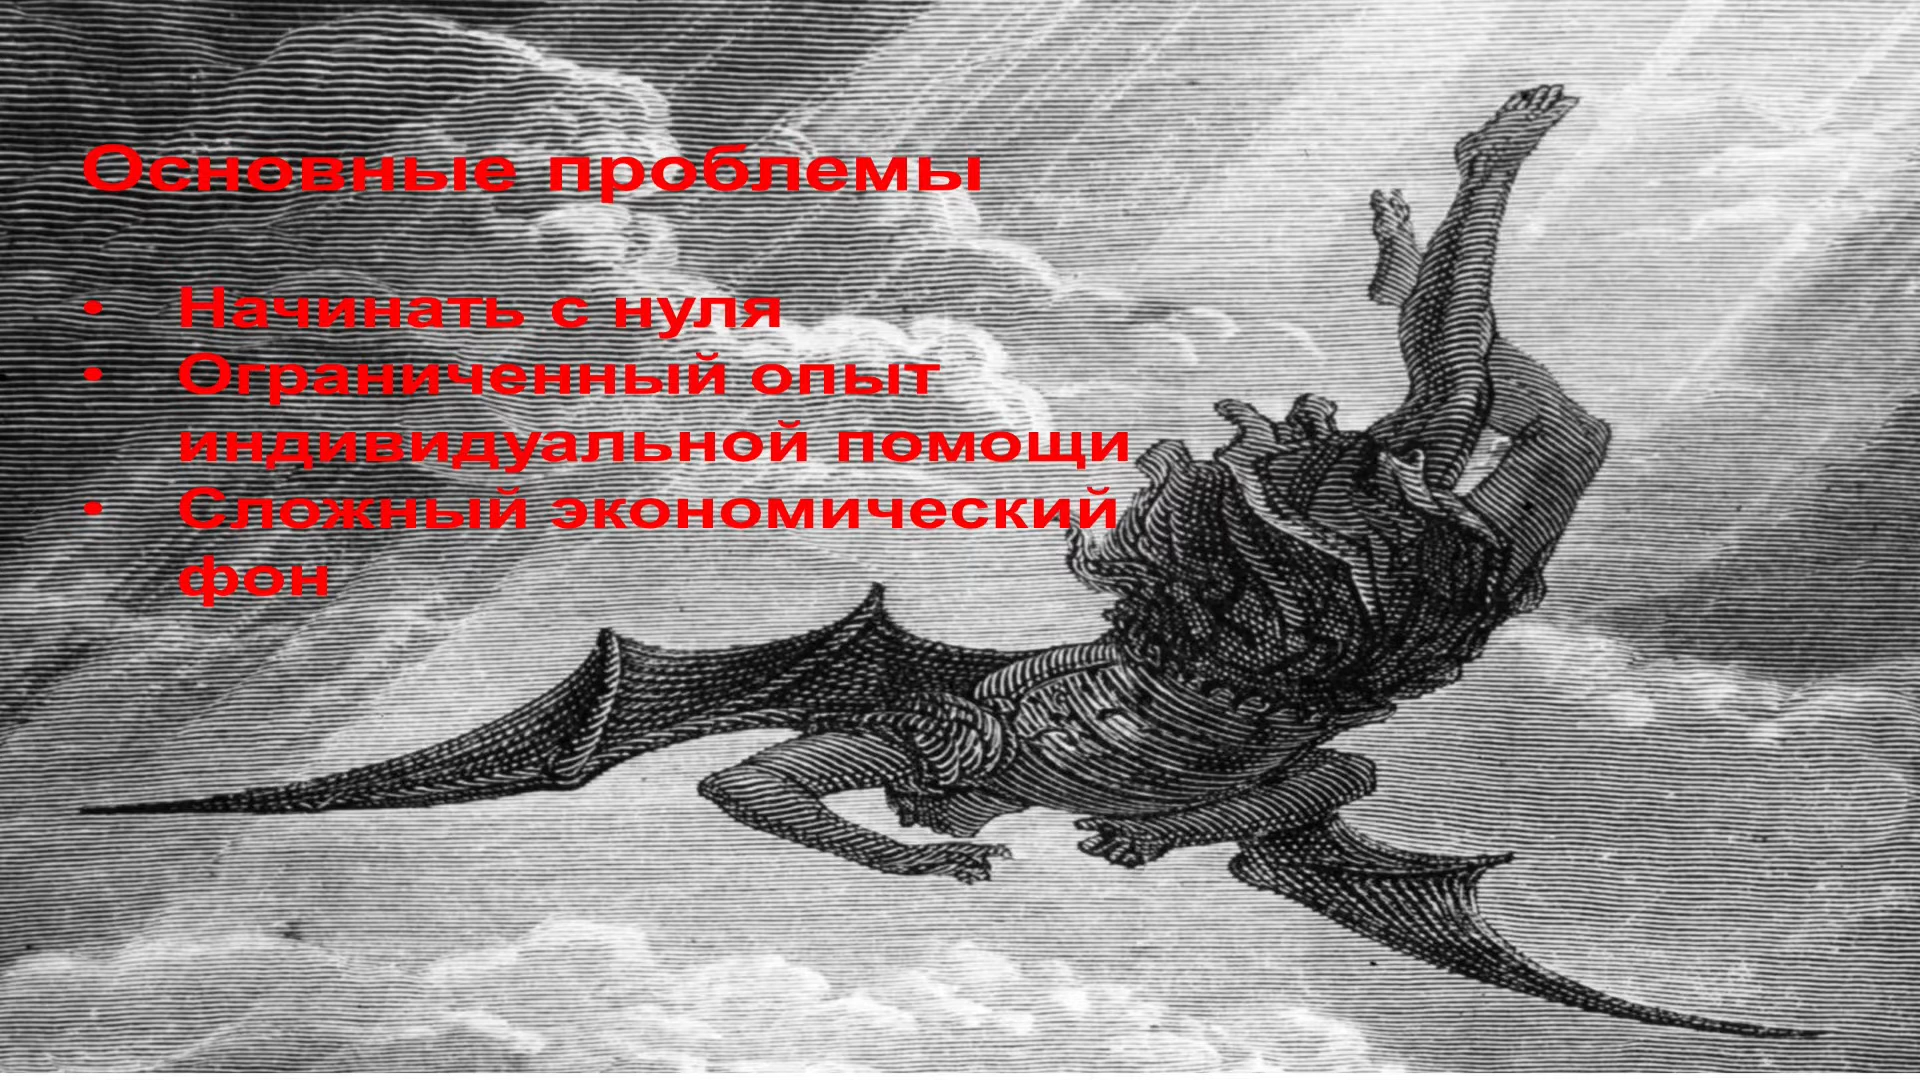 Основные проблемы
• Начинать с нуля
• Ограниченный опыт
индивидуальной помощи
• Сложный экономический
фон